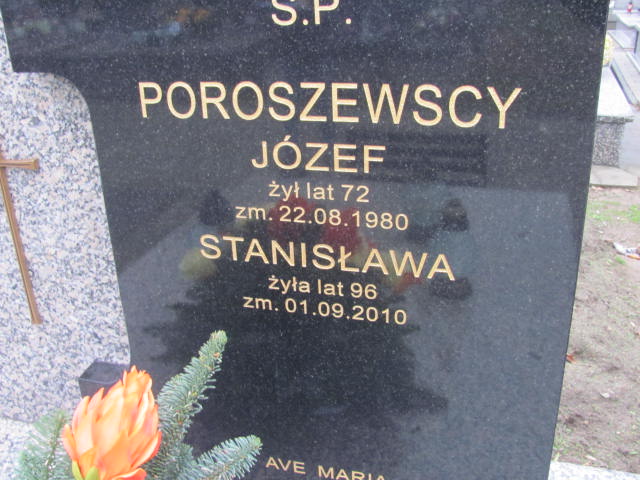 Ś.P.
POROSZEWSCY
JÓZEF
żył lat 72
zm. 22.08.1980
STANISŁAWA
żyła lat 96
zm. 01.09.2010
AVE MARIA